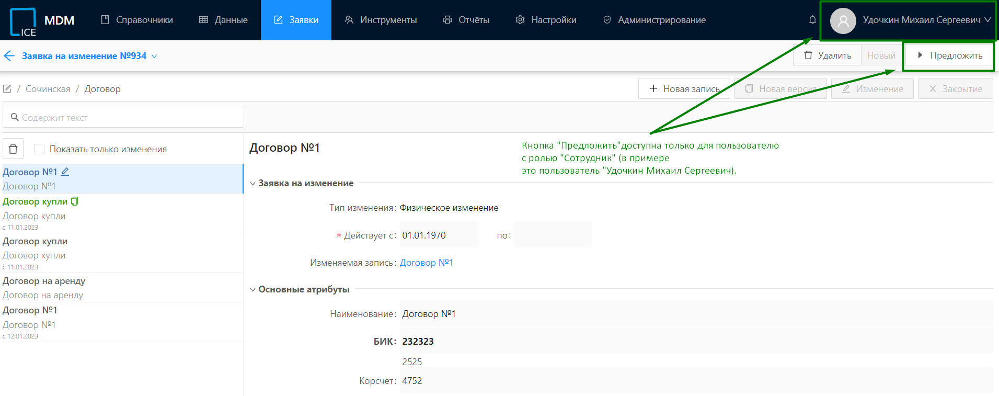 ICE MDM Справочники Данные Заявки Инструменты Отчёты Настройки Администрирование Удочкин Михаил Сергеевич
Заявка на изменение №934 Удалить Новый Предложить
/ Сочинская / Договор Новая запись Новая версия Изменение Закрытие
Содержит текст
Показать только изменения
Договор №1
Договор №1
Договор купли
Договор купли
с 11.01.2023
Договор купли
Договор купли
с 11.01.2023
Договор на аренду
Договор на аренду
Договор №1
Договор №1
с 12.01.2023
Договор №1
Кнопка "Предложить"доступна только для пользователю
с ролью "Сотрудник" (в примере
это пользователь "Удочкин Михаил Сергеевич).
Заявка на изменение
Тип изменения: Физическое изменение
* Действует с: 01.01.1970 по:
Изменяемая запись: Договор №1
Основные атрибуты
Наименование: Договор №1
БИК: 232323
2525
Корсчет: 4752